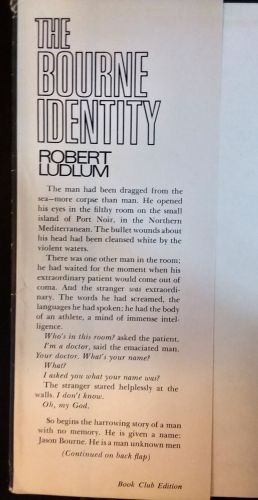 THE
BOURNE
IDENTITY
ROBERT
LUDLUM
The man had been dragged from the
sea—more corpse than man. He opened
his eyes in the filthy room on the small
island of Port Noir, in the Northern
Mediterranean. The bullet wounds about
his head had been cleansed white by the
violent waters.
There was one other man in the room;
he had waited for the moment when his
extraordinary patient would come out of
coma. And the stranger was extraordi-
nary. The words he had screamed, the
languages he had spoken; he had the body
of an athlete, a mind of immense intel-
ligence.
Who's in this room? asked the patient.
I'm a doctor, said the emaciated man.
Your doctor. What's your name?
What?
I asked you what your name was?
The stranger stared helplessly at the
walls. I don't know.
Oh, my God.
So begins the harrowing story of a man
with no memory. He is given a name:
Jason Bourne. He is a man unknown men
(Continued on back flap)
Book Club Edition